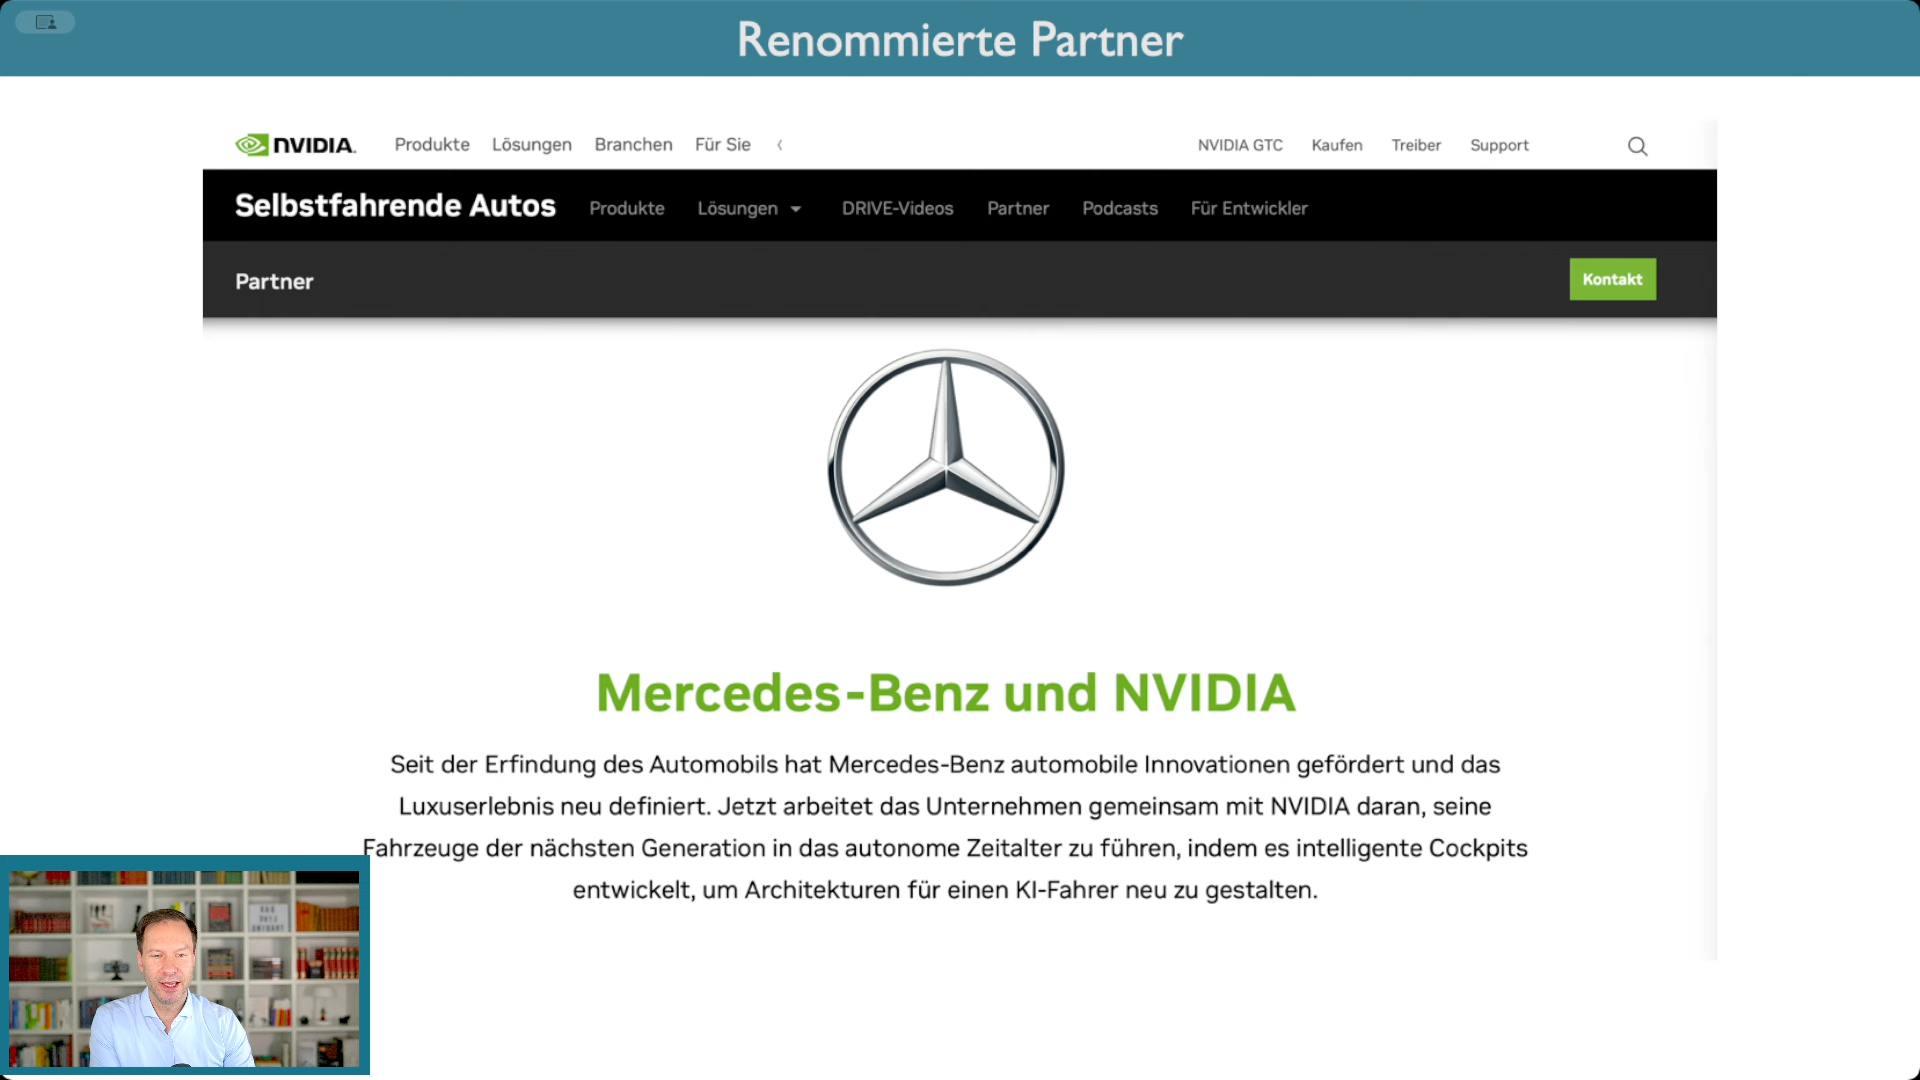 Renommierte Partner
NVIDIA. Produkte Lösungen Branchen Für Sie NVIDIA GTC Kaufen Treiber Support
Selbstfahrende Autos Produkte Lösungen DRIVE-Videos Partner Podcasts Für Entwickler
Partner Kontakt
Mercedes-Benz und NVIDIA
Seit der Erfindung des Automobils hat Mercedes-Benz automobile Innovationen gefördert und das
Luxuserlebnis neu definiert. Jetzt arbeitet das Unternehmen gemeinsam mit NVIDIA daran, seine
Fahrzeuge der nächsten Generation in das autonome Zeitalter zu führen, indem es intelligente Cockpits
entwickelt, um Architekturen für einen KI-Fahrer neu zu gestalten.